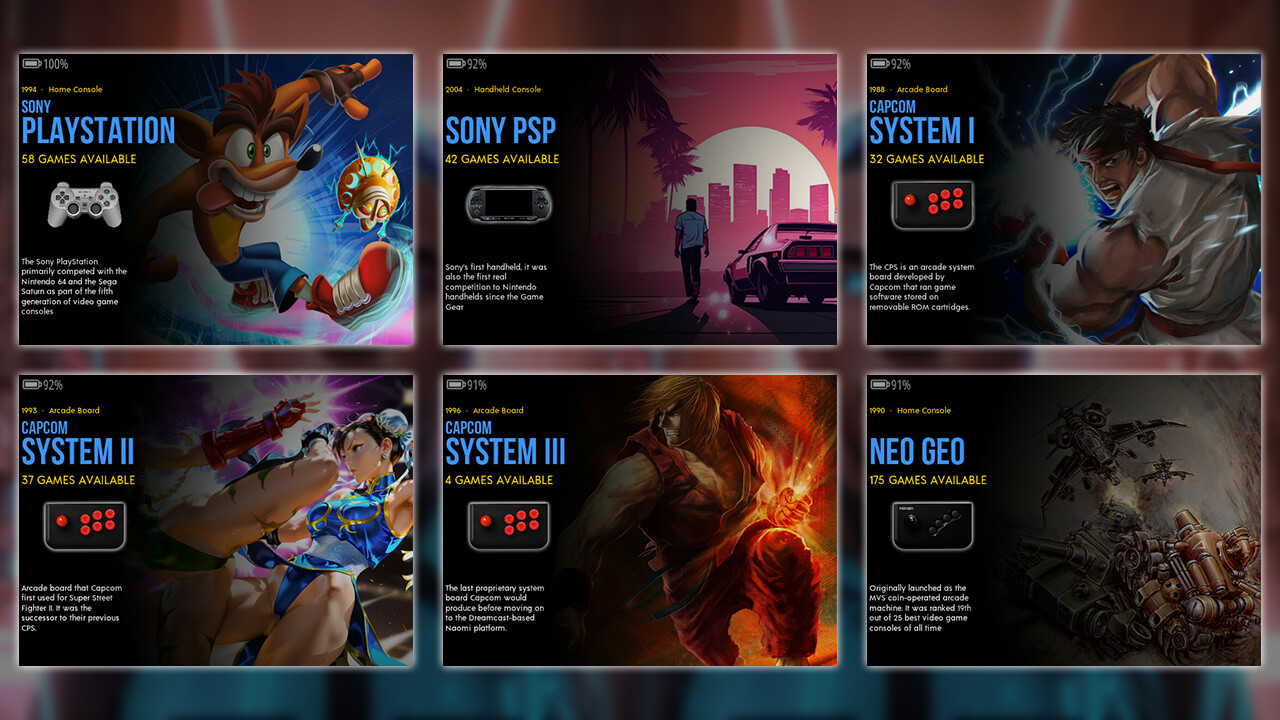 100%
1994 · Home Console
SONY
PLAYSTATION
58 GAMES AVAILABLE
The Sony PlayStation
primarily competed with the
Nintendo 64 and the Sega
Saturn as part of the fifth
generation of video game
consoles
92%
2004 · Handheld Console
SONY PSP
42 GAMES AVAILABLE
Sony's first handheld, it was
also the first real
competition to Nintendo
handhelds since the Game
Gear
92%
1988 · Arcade Board
CAPCOM
SYSTEM I
32 GAMES AVAILABLE
The CPS is an arcade system
board developed by
Capcom that ran game
software stored on
removable ROM cartridges.
92%
1993 · Arcade Board
CAPCOM
SYSTEM II
37 GAMES AVAILABLE
Arcade board that Capcom
first used for Super Street
Fighter II. It was the
successor to their previous
CPS.
91%
1996 · Arcade Board
CAPCOM
SYSTEM III
4 GAMES AVAILABLE
The last proprietary system
board Capcom would
produce before moving on
to the Dreamcast-based
Naomi platform.
91%
1990 · Home Console
NEO GEO
175 GAMES AVAILABLE
Originally launched as the
MVS coin-operated arcade
machine. It was ranked 19th
out of 25 best video game
consoles of all time